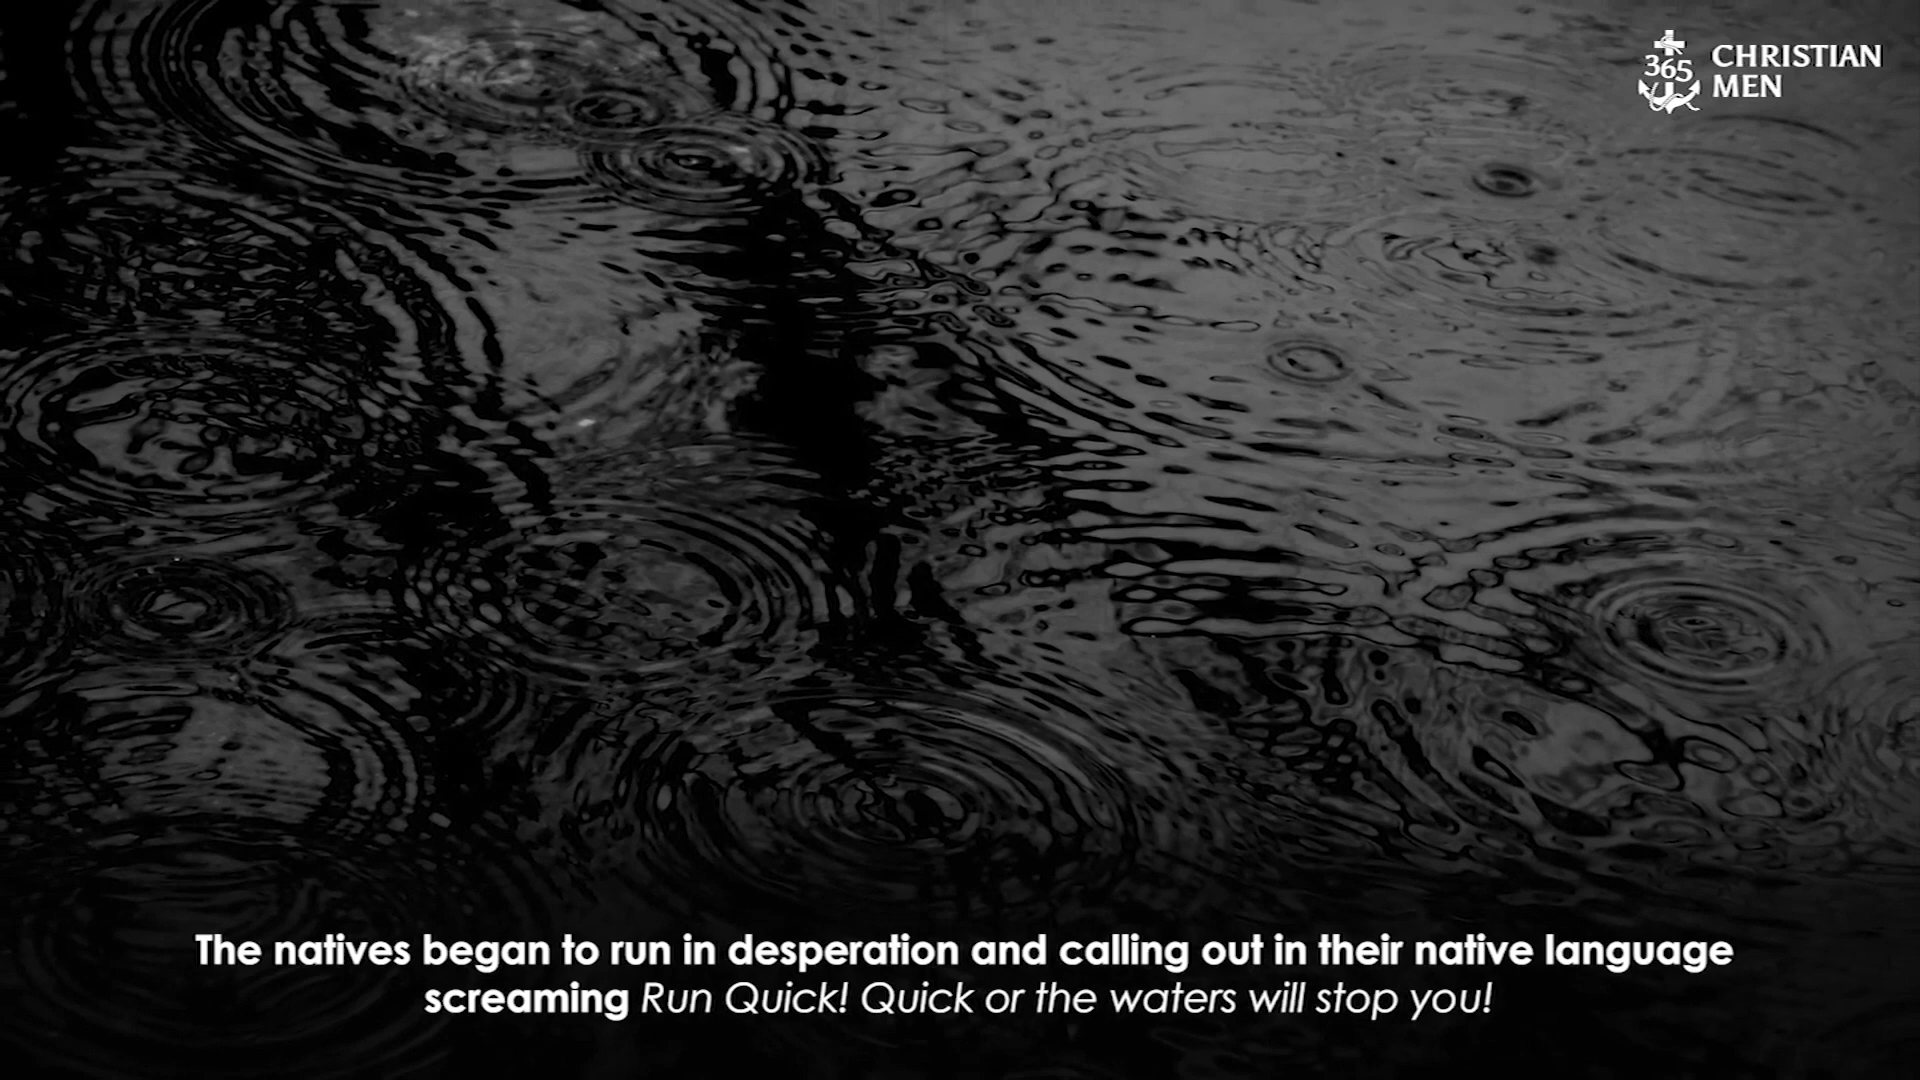 365
CHRISTIAN
MEN
The natives began to run in desperation and calling out in their native language
screaming Run Quick! Quick or the waters will stop you!